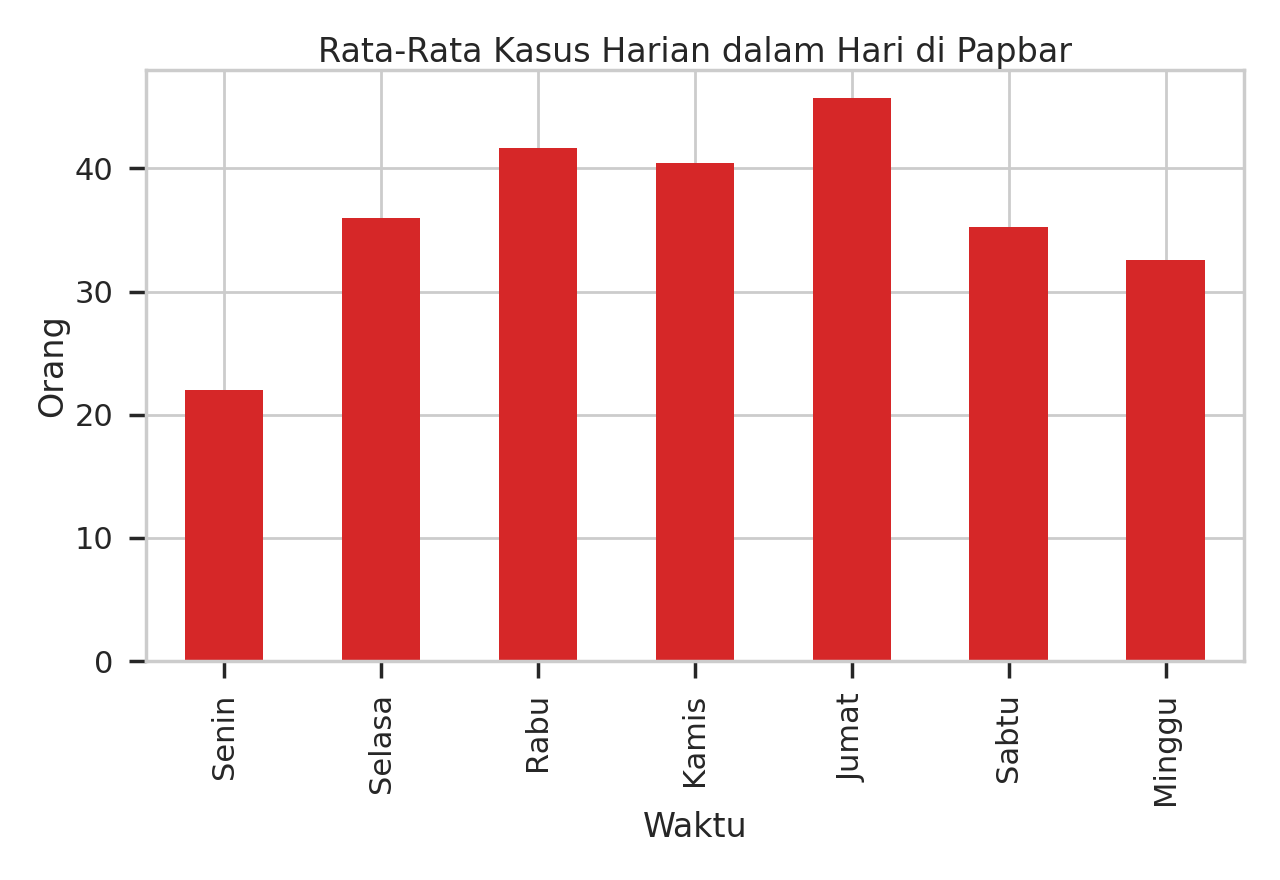 Rata-Rata Kasus Harian dalam Hari di Papbar
40
30
20
10
0
Orang
Senin
Selasa
Rabu
Kamis
Jumat
Sabtu
Minggu
Waktu